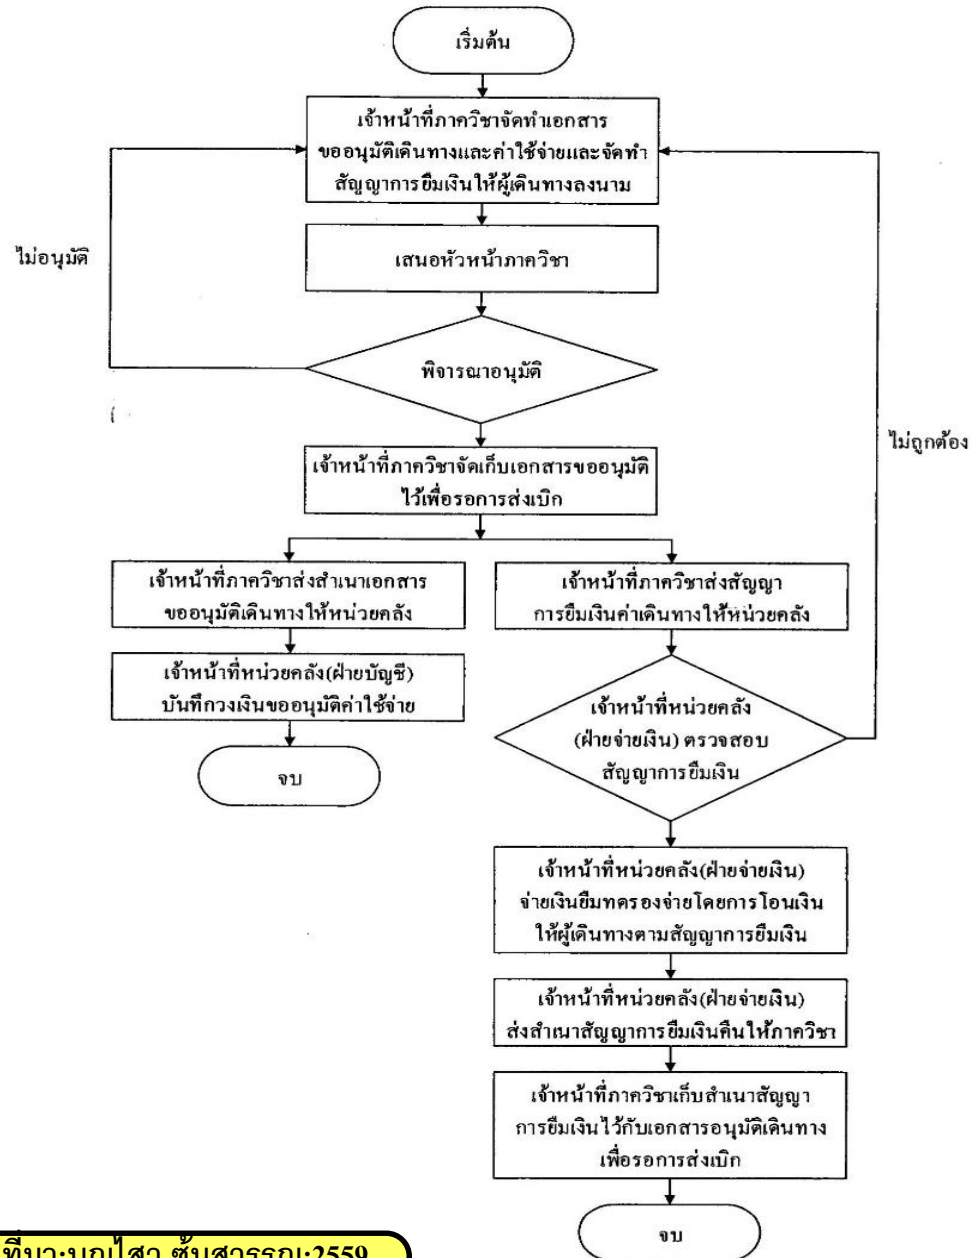 เริ่มต้น
เจ้าหน้าที่ภาควิชาจัดทำเอกสาร
ขออนุมัติเดินทางและค่าใช้จ่ายและจัดทำ
สัญญาการยืมเงินให้ผู้เดินทางลงนาม
ไม่อนุมัติ
เสนอหัวหน้าภาควิชา
พิจารณาอนุมัติ
ไม่ถูกต้อง
เจ้าหน้าที่ภาควิชาจัดเก็บเอกสารขออนุมัติ
ไว้เพื่อรอการส่งเบิก
เจ้าหน้าที่ภาควิชาส่งสำเนาเอกสาร
ขออนุมัติเดินทางให้หน่วยคลัง
เจ้าหน้าที่หน่วยคลัง(ฝ่ายบัญชี)
บันทึกวงเงินขออนุมัติค่าใช้จ่าย
จบ
เจ้าหน้าที่ภาควิชาส่งสัญญา
การยืมเงินค่าเดินทางให้หน่วยคลัง
เจ้าหน้าที่หน่วยคลัง
(ฝ่ายจ่ายเงิน) ตรวจสอบ
สัญญาการยืมเงิน
เจ้าหน้าที่หน่วยคลัง(ฝ่ายจ่ายเงิน)
จ่ายเงินยืมทดรองจ่ายโดยการโอนเงิน
ให้ผู้เดินทางตามสัญญาการยืมเงิน
เจ้าหน้าที่หน่วยคลัง(ฝ่ายจ่ายเงิน)
ส่งสำเนาสัญญาการยืมเงินคืนให้ภาควิชา
เจ้าหน้าที่ภาควิชาเก็บสำเนาสัญญา
การยืมเงินไว้กับเอกสารอนุมัติเดินทาง
เพื่อรอการส่งเบิก
จบ
ที่มา:บุญไสว ซุ้นสุวรรณ:2559